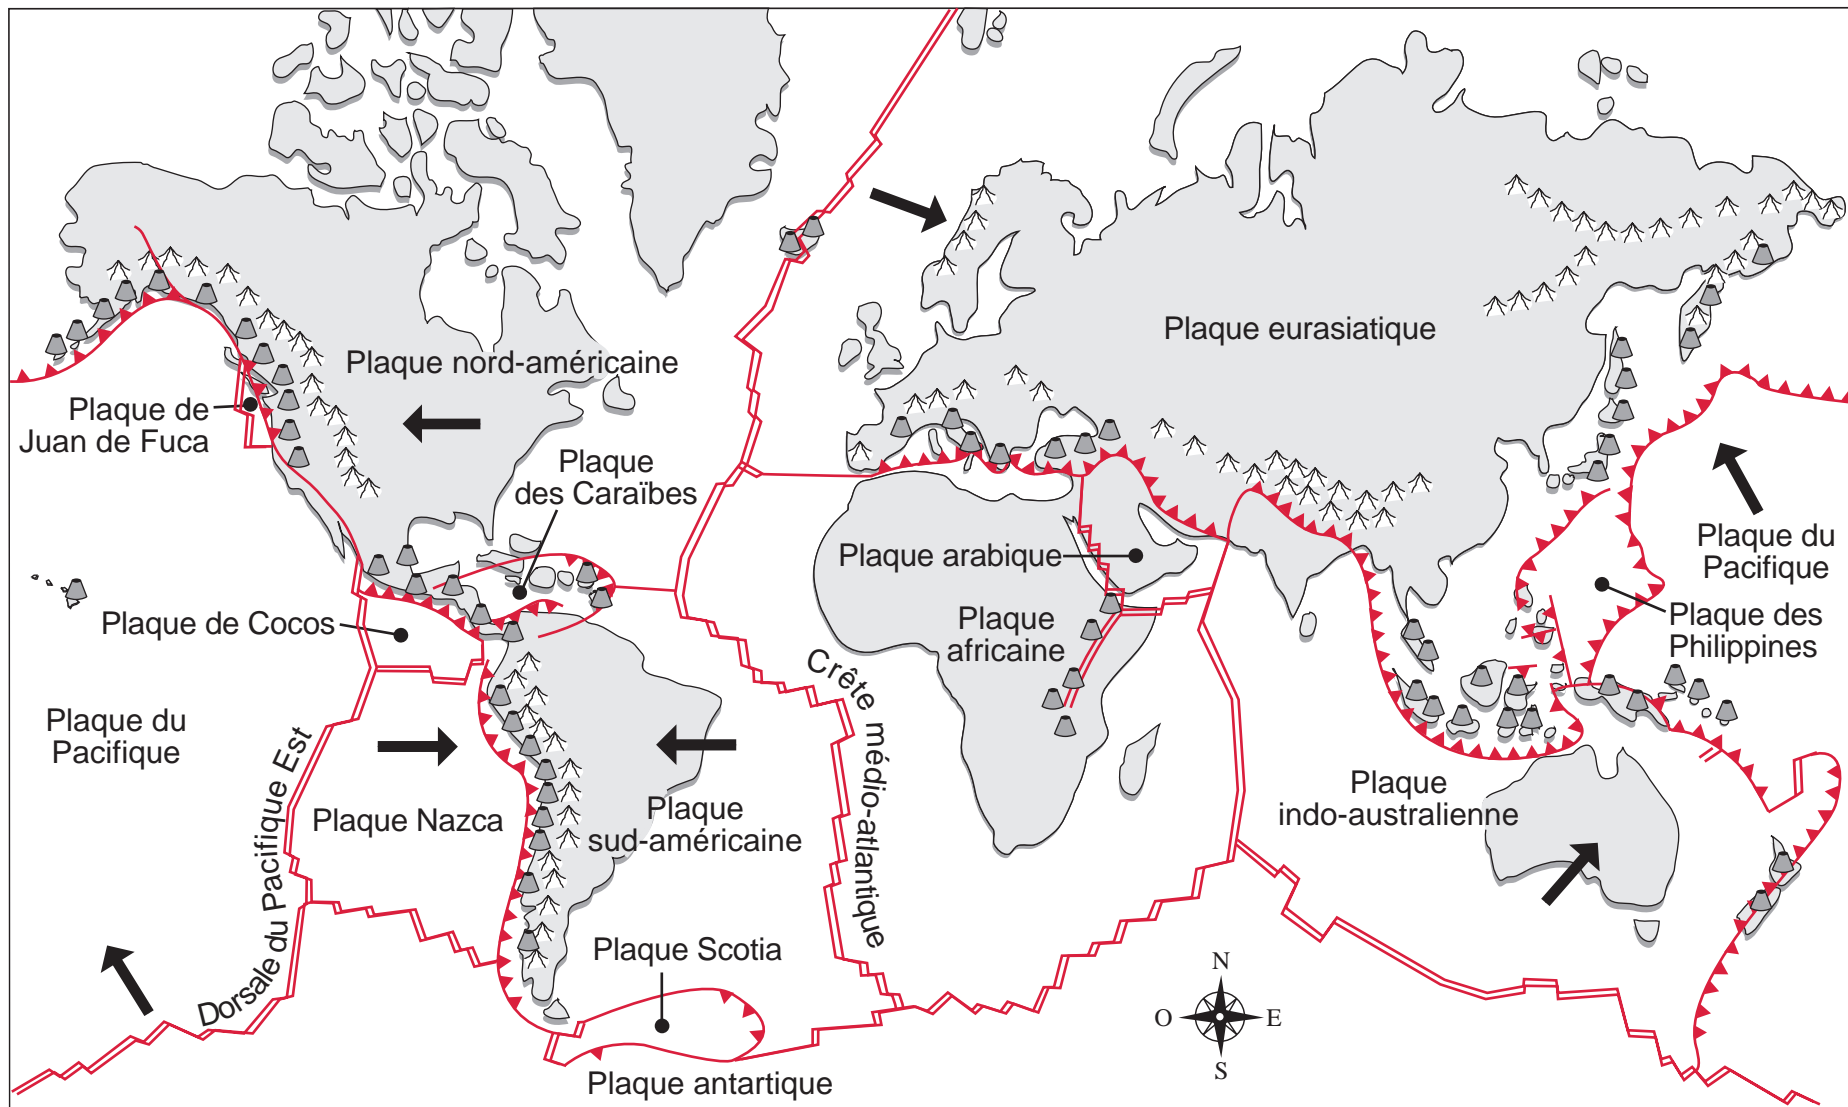 Plaque eurasiatique
Plaque nord-américaine
Plaque de
Juan de Fuca
Plaque
des Caraïbes
Plaque arabique
Plaque du
Pacifique
Plaque de Cocos
Plaque
africaine
Plaque des
Philippines
Plaque du
Pacifique
Dorsale du Pacifique Est
Plaque Nazca
Plaque
sud-américaine
Crête médio-atlantique
Plaque
indo-australienne
Plaque Scotia
Plaque antartique
N
O
E
S